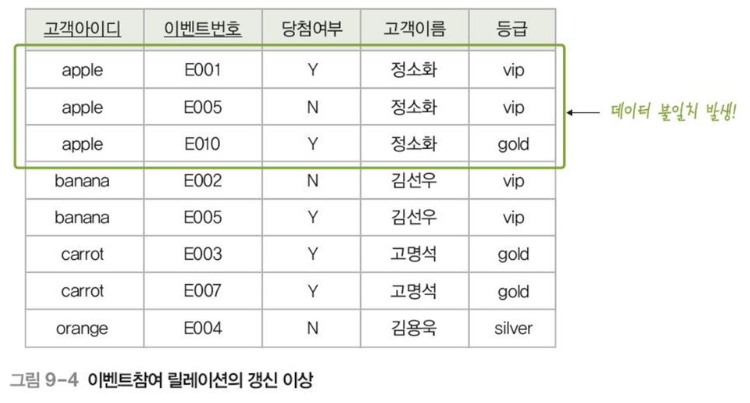 고객아이디 이벤트번호 당첨여부 고객이름 등급
apple E001 Y 정소화 vip
apple E005 N 정소화 vip
apple E010 Y 정소화 gold
데이터 불일치 발생!
banana E002 N 김선우 vip
banana E005 Y 김선우 vip
carrot E003 Y 고명석 gold
carrot E007 Y 고명석 gold
orange E004 N 김용욱 silver
그림 9-4 이벤트참여 릴레이션의 갱신 이상